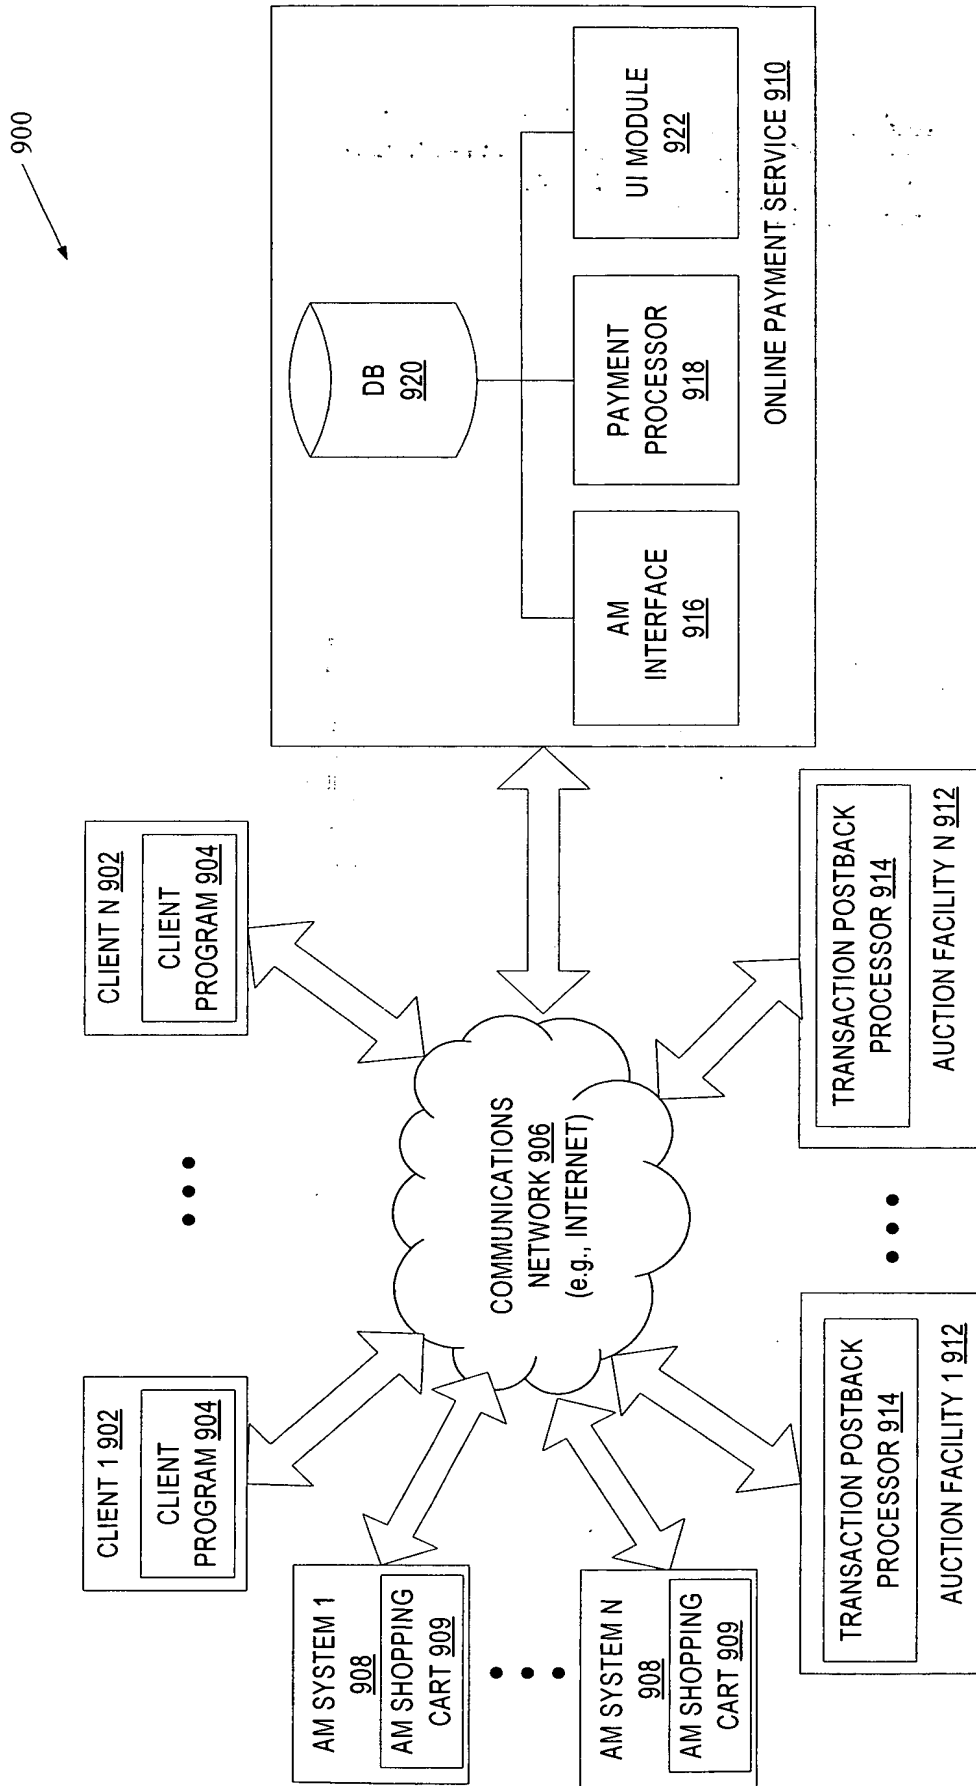 900
CLIENT 1 902
CLIENT
PROGRAM 904
CLIENT N 902
CLIENT
PROGRAM 904
AM SYSTEM 1
908
AM SHOPPING
CART 909
AM SYSTEM N
908
AM SHOPPING
CART 909
COMMUNICATIONS
NETWORK 906
(e.g., INTERNET)
DB
920
AM
INTERFACE
916
PAYMENT
PROCESSOR
918
UI MODULE
922
ONLINE PAYMENT SERVICE 910
TRANSACTION POSTBACK
PROCESSOR 914
AUCTION FACILITY 1 912
TRANSACTION POSTBACK
PROCESSOR 914
AUCTION FACILITY N 912